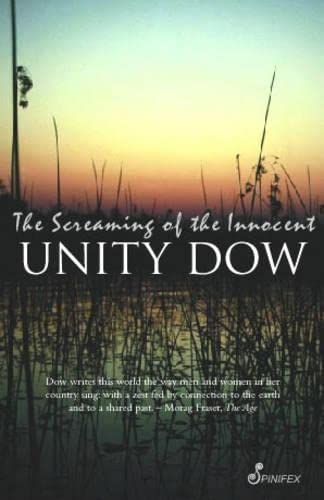 The Screaming of the Innocent
UNITY DOW
Dow writes this world the way men and women in her
country sing: with a zest fed by connection to the earth
and to a shared past. – Morag Fraser, The Age
SPINIFEX